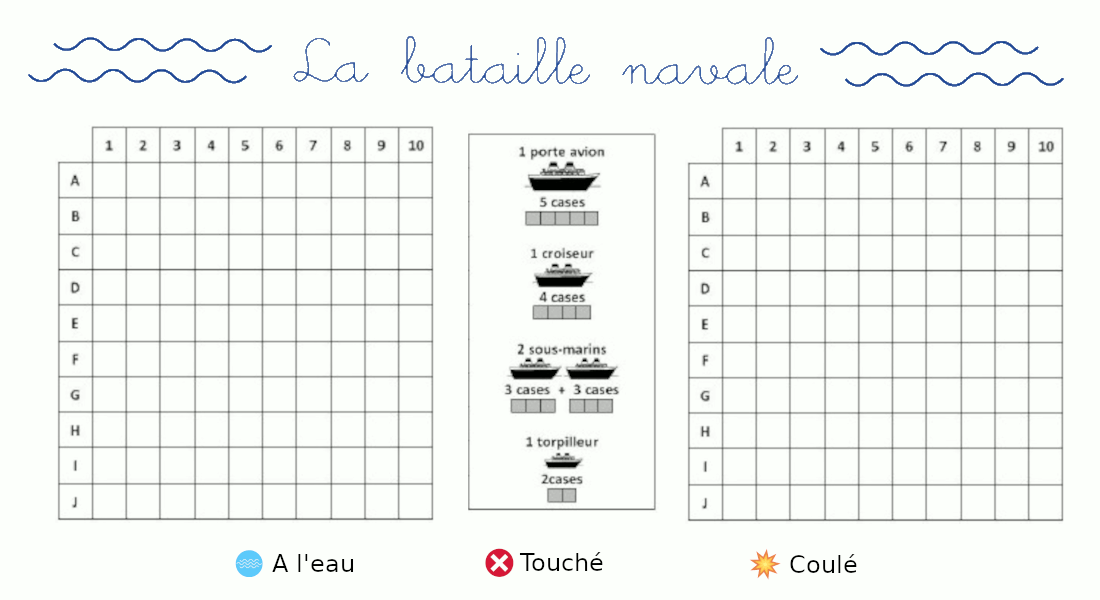 La bataille navale
1 2 3 4 5 6 7 8 9 10
A
B
C
D
E
F
G
H
I
J
1 porte avion
5 cases
1 croiseur
4 cases
2 sous-marins
3 cases + 3 cases
1 torpilleur
2cases
1 2 3 4 5 6 7 8 9 10
A
B
C
D
E
F
G
H
I
J
A l'eau
Touché
Coulé